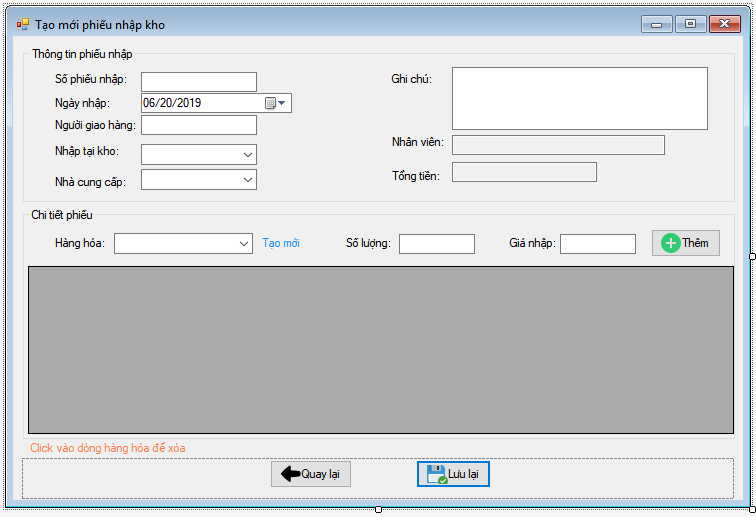 Tạo mới phiếu nhập kho
Thông tin phiếu nhập
Số phiếu nhập:
Ghi chú:
Ngày nhập: 06/20/2019
Người giao hàng:
Nhân viên:
Nhập tại kho:
Tổng tiền:
Nhà cung cấp:
Chi tiết phiếu
Hàng hóa: Tạo mới Số lượng: Giá nhập: Thêm
Click vào dòng hàng hóa để xóa
Quay lại Lưu lại